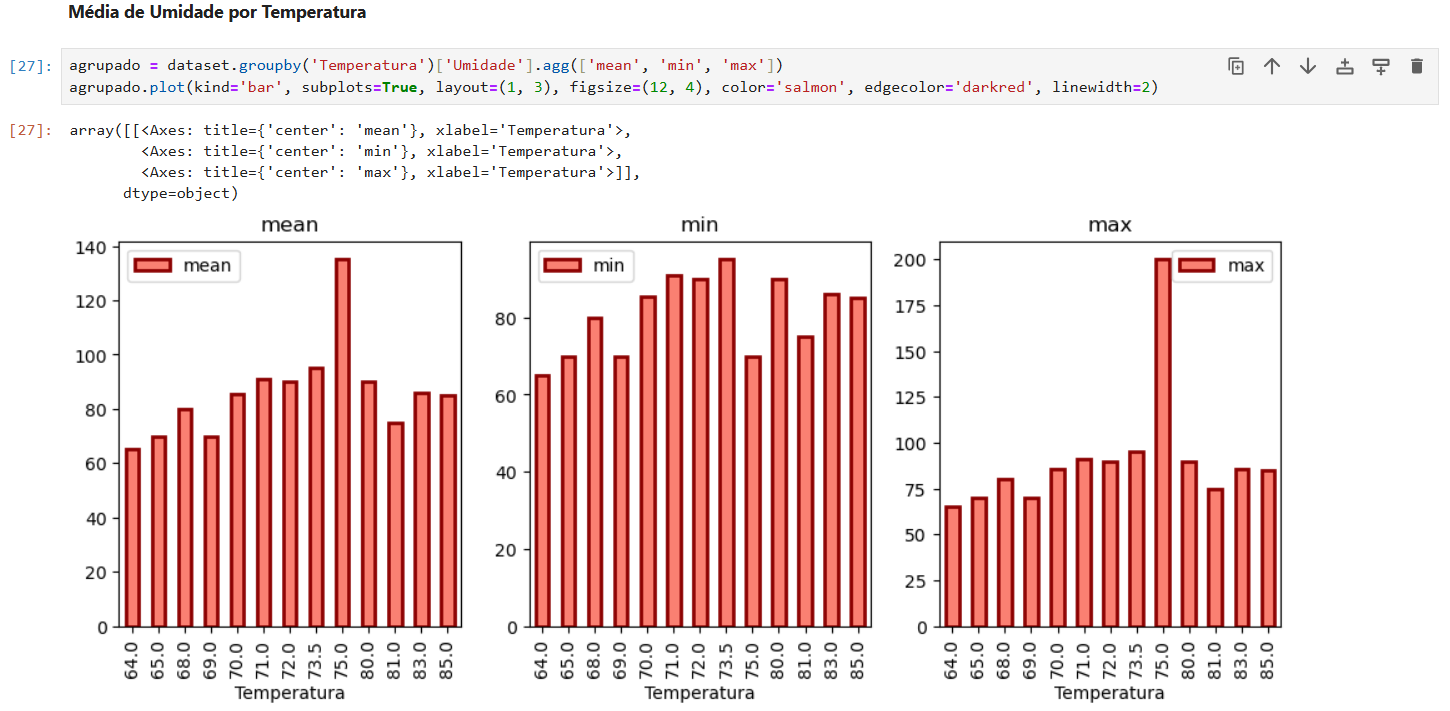 Média de Umidade por Temperatura
[27]: agrupado = dataset.groupby('Temperatura')['Umidade'].agg(['mean', 'min', 'max'])
agrupado.plot(kind='bar', subplots=True, layout=(1, 3), figsize=(12, 4), color='salmon', edgecolor='darkred', linewidth=2)
[27]: array([[<Axes: title={'center': 'mean'}, xlabel='Temperatura'>,
<Axes: title={'center': 'min'}, xlabel='Temperatura'>,
<Axes: title={'center': 'max'}, xlabel='Temperatura'>]],
dtype=object)
mean
mean
140
120
100
80
60
40
20
0
64.0 65.0 68.0 69.0 70.0 71.0 72.0 73.5 75.0 80.0 81.0 83.0 85.0
Temperatura
min
min
80
60
40
20
0
64.0 65.0 68.0 69.0 70.0 71.0 72.0 73.5 75.0 80.0 81.0 83.0 85.0
Temperatura
max
max
200
175
150
125
100
75
50
25
0
64.0 65.0 68.0 69.0 70.0 71.0 72.0 73.5 75.0 80.0 81.0 83.0 85.0
Temperatura